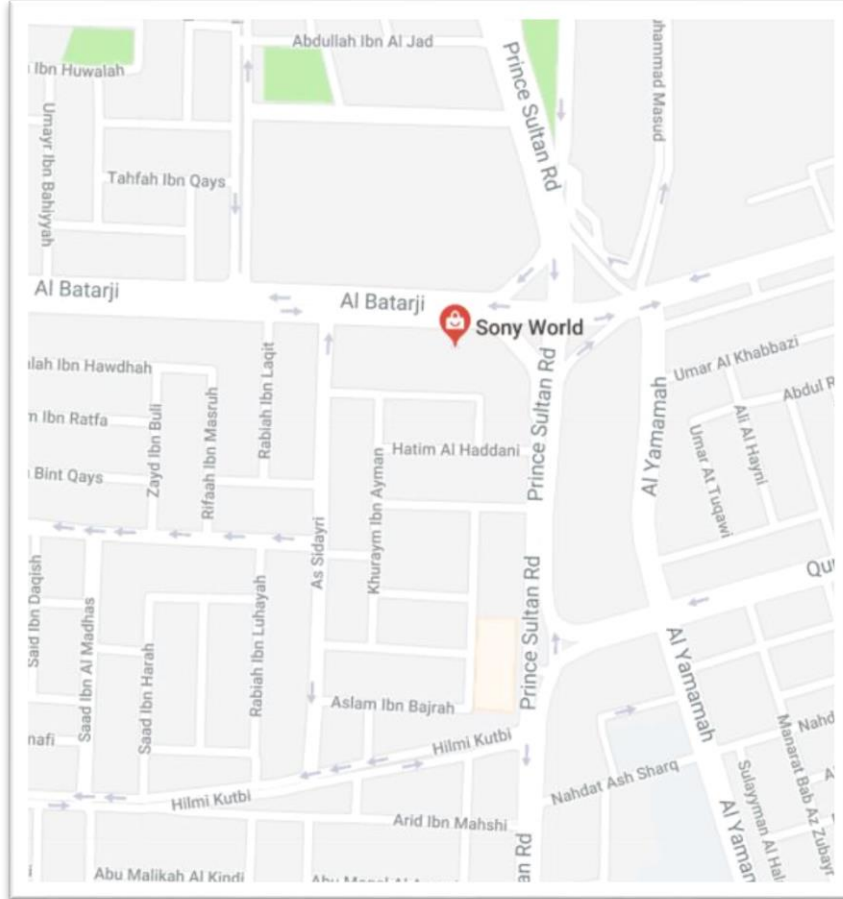 Abdullah Ibn Al Jad
Prince Sultan Rd
uhammad Masud
Ibn Huwalah
Umayr Ibn Bahiyyah
Tahfah Ibn Qays
Al Batarji
Al Batarji
Sony World
alah Ibn Hawdhah
Rabiah Ibn Laqit
Prince Sultan Rd
Umar Al Khabbazi
Al Yamamah
Abdul R
Zayd Ibn Buli
Rifaah Ibn Masruh
m Ibn Ratfa
Ali Al Hayni
Umar At Tuqawi
Hatim Al Haddani
Bint Qays
Khuraym Ibn Ayman
As Sidayri
Said Ibn Daqish
Prince Sultan Rd
Qu
Saad Ibn Al Madhas
Saad Ibn Harah
Rabiah Ibn Luhayah
Al Yamamah
Aslam Ibn Bajrah
Manarat Bab Az Zubayr
Nahd
nafi
Hilmi Kutbi
Nahdat Ash Sharq
Sulayyman Al Hal
A
Hilmi Kutbi
Arid Ibn Mahshi
Al Yamam
an Rd
Abu Malikah Al Kindi